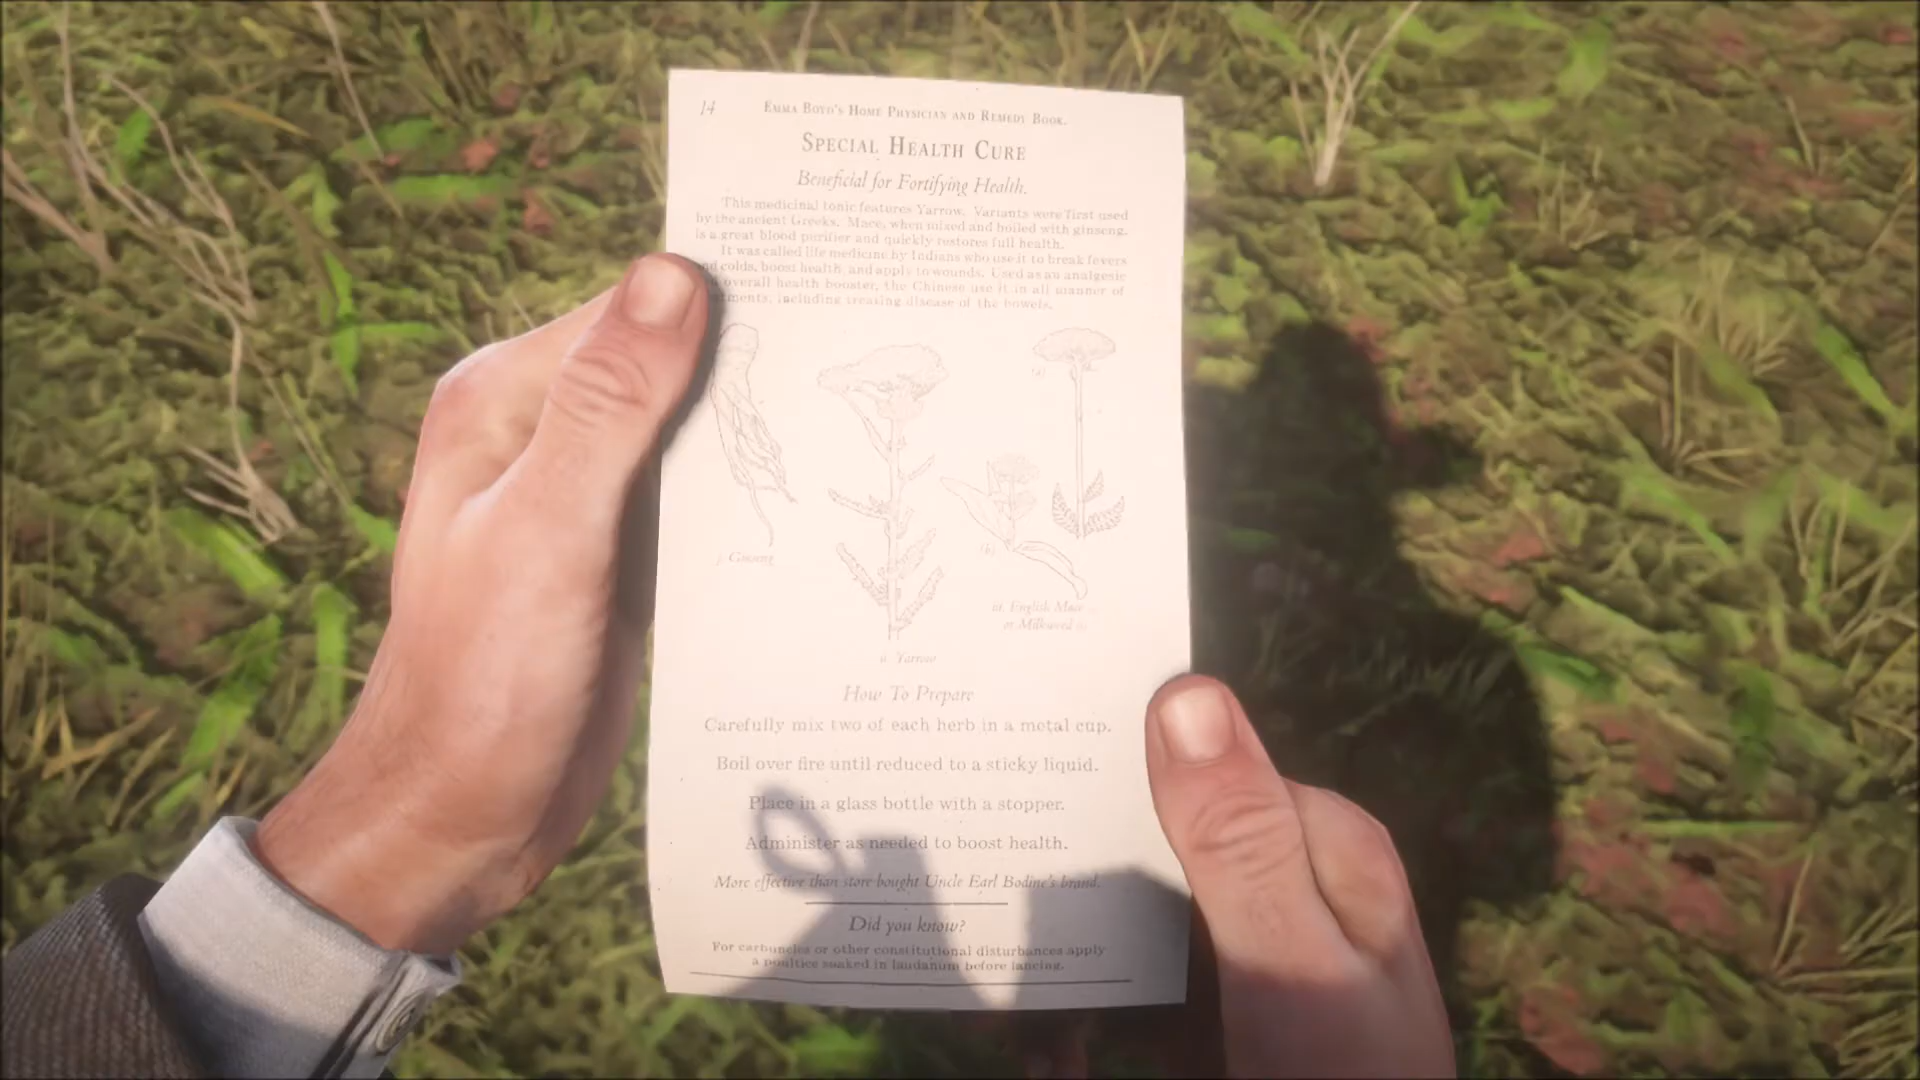 14 Emma Boyd's Home Physician and Remedy Book.
Special Health Cure
Beneficial for Fortifying Health.
This medicinal tonic features Yarrow. Variants were first used
by the ancient Greeks. Mace, when mixed and boiled with ginseng,
is a great blood purifier and quickly restores full health.
It was called life medicine by Indians who use it to break fevers
and colds, boost health, and apply to wounds. Used as an analgesic
overall health booster, the Chinese use it in all manner of
including treating disease of the bowels.
(a)
i. Ginseng
(b)
iii. English Mace
or Milkweed
ii. Yarrow
How To Prepare
Carefully mix two of each herb in a metal cup.
Boil over fire until reduced to a sticky liquid.
Place in a glass bottle with a stopper.
Administer as needed to boost health.
More effective than store bought Uncle Earl Bodine's brand.
Did you know?
For carbuncles or other constitutional disturbances apply
a poultice soaked in laudanum before lancing.